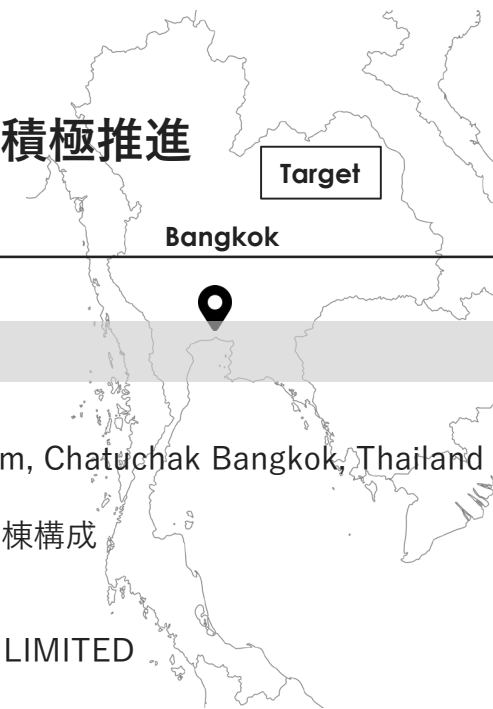 積極推進
Target
Bangkok
m, Chatuchak Bangkok, Thailand
棟構成
LIMITED